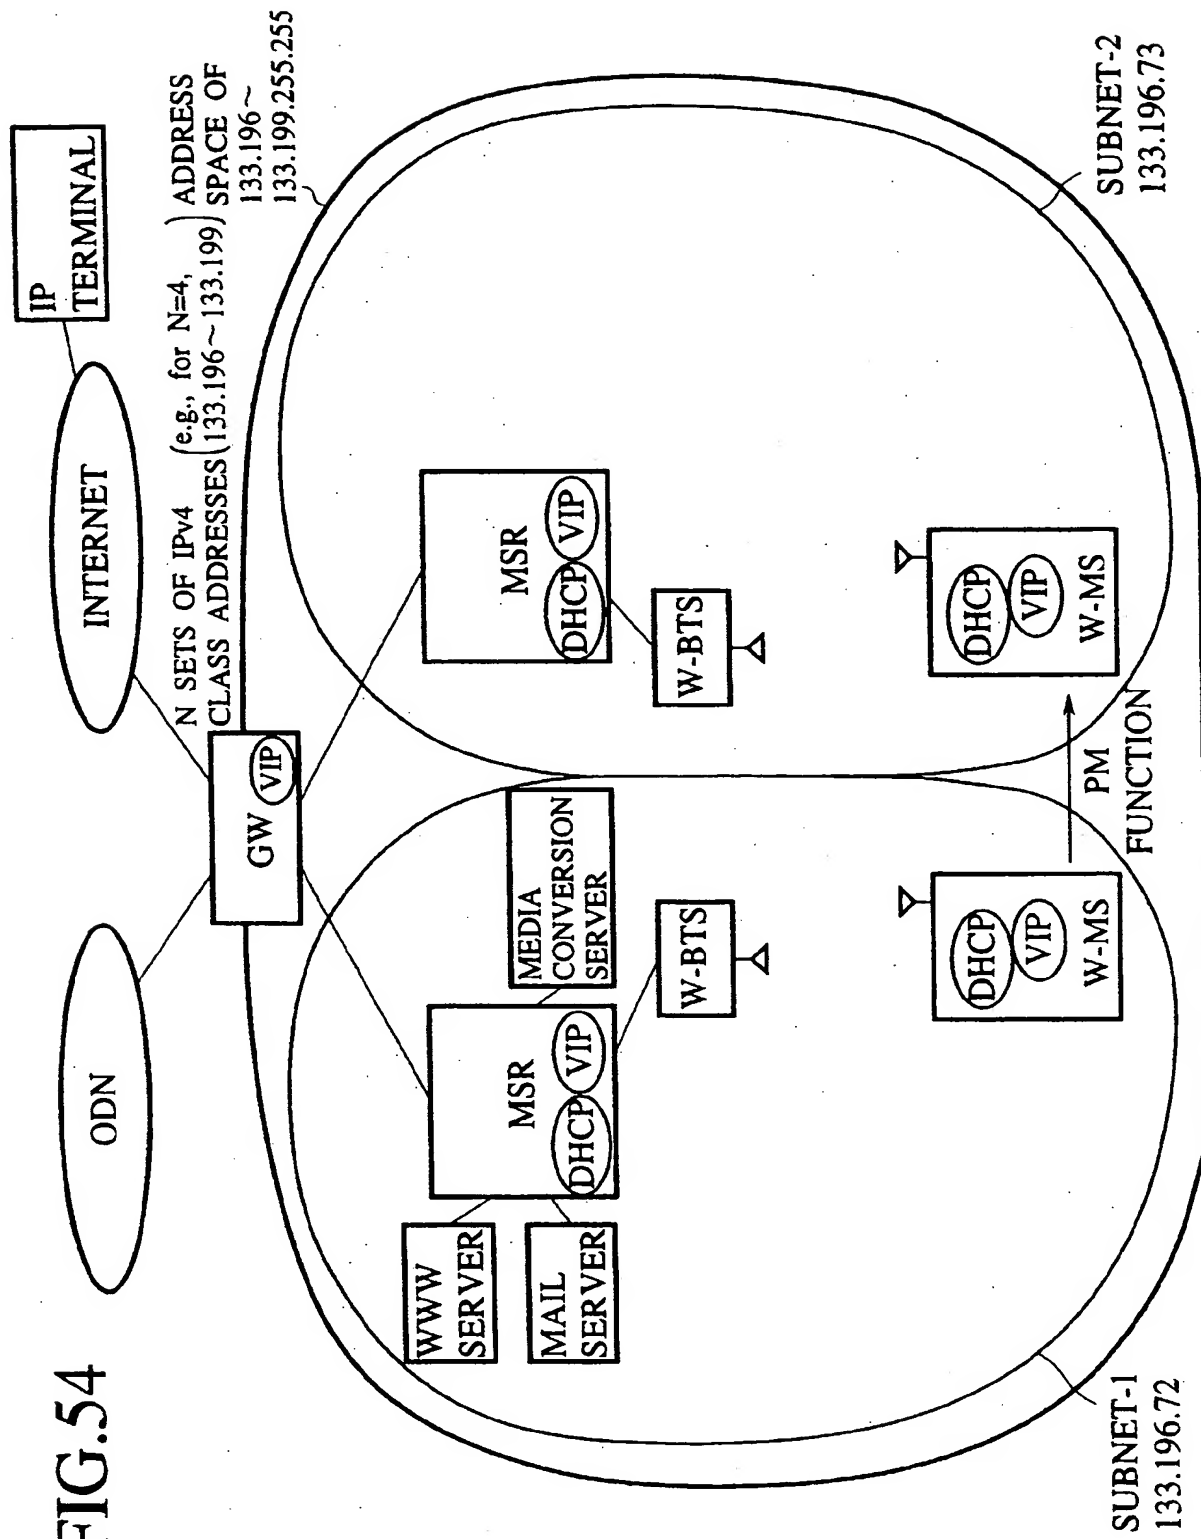 FIG.54
ODN
INTERNET
IP
TERMINAL
GW
VIP
N SETS OF IPv4
CLASS ADDRESSES
(e.g., for N=4,
133.196~133.199)
ADDRESS
SPACE OF
133.196~
133.199.255.255
WWW
SERVER
MAIL
SERVER
MSR
DHCP
VIP
MEDIA
CONVERSION
SERVER
W-BTS
MSR
DHCP
VIP
W-BTS
DHCP
VIP
W-MS
PM
FUNCTION
DHCP
VIP
W-MS
SUBNET-1
133.196.72
SUBNET-2
133.196.73